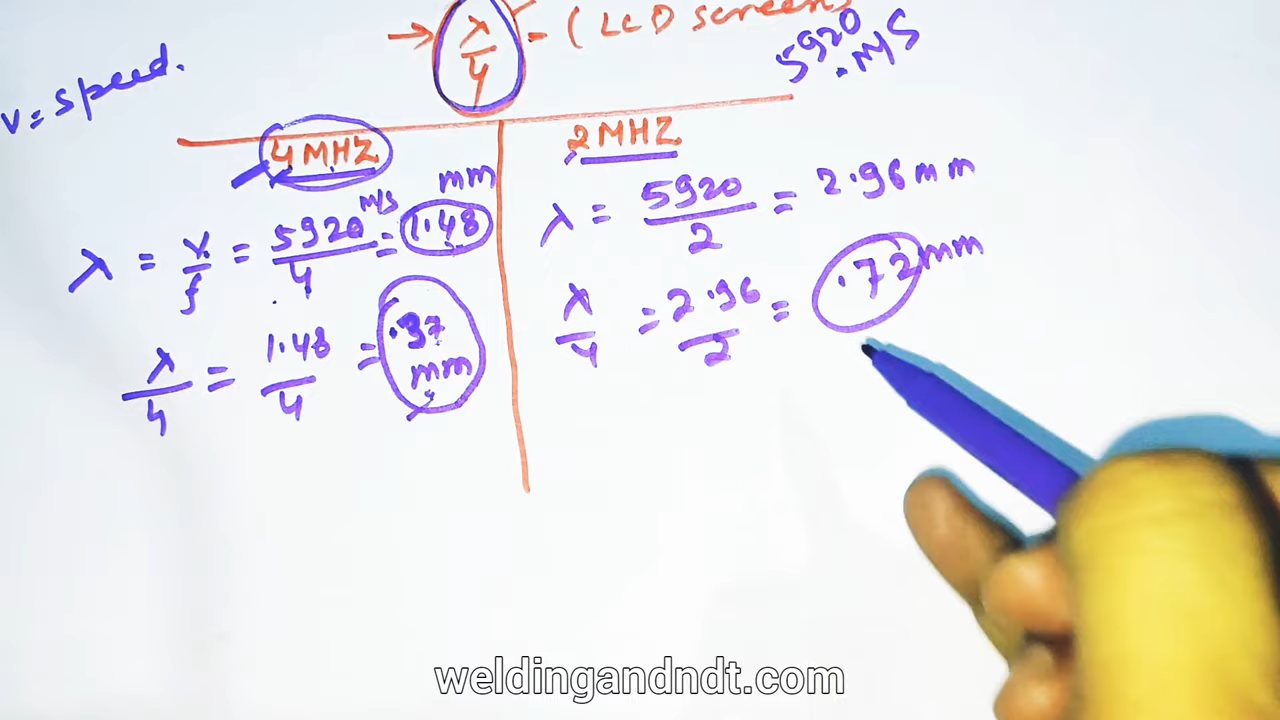 → λ/4 = (LCD screen
v = speed.
5920 M/S
4 MHZ
λ = v/f = 5920 M/S / 4 = 1.48 mm
λ/4 = 1.48/4 = .37 mm
2 MHZ
λ = 5920/2 = 2.96 mm
λ/4 = 2.96/2 = .72 mm
weldingandndt.com